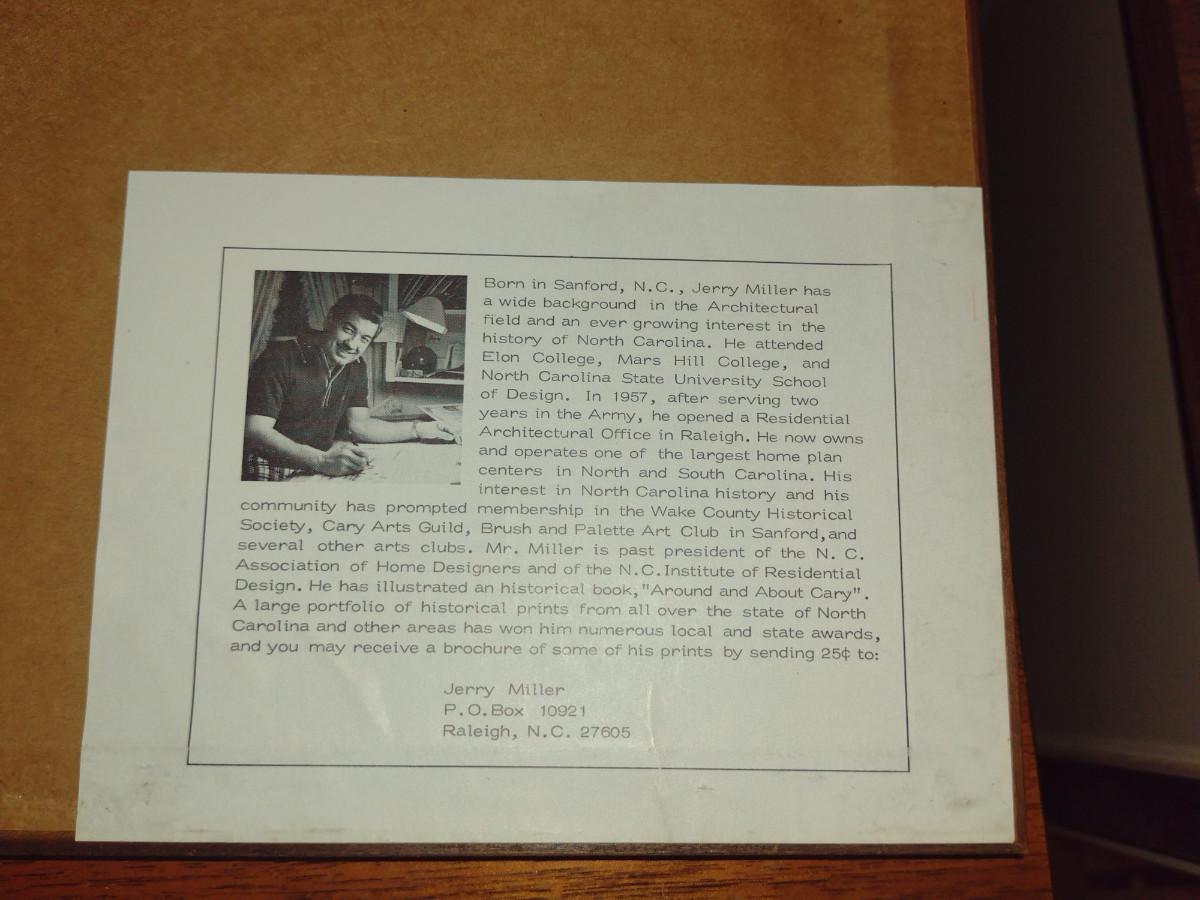 Born in Sanford, N.C., Jerry Miller has
a wide background in the Architectural
field and an ever growing interest in the
history of North Carolina. He attended
Elon College, Mars Hill College, and
North Carolina State University School
of Design. In 1957, after serving two
years in the Army, he opened a Residential
Architectural Office in Raleigh. He now owns
and operates one of the largest home plan
centers in North and South Carolina. His
interest in North Carolina history and his
community has prompted membership in the Wake County Historical
Society, Cary Arts Guild, Brush and Palette Art Club in Sanford,and
several other arts clubs. Mr. Miller is past president of the N. C.
Association of Home Designers and of the N.C.Institute of Residential
Design. He has illustrated an historical book,"Around and About Cary".
A large portfolio of historical prints from all over the state of North
Carolina and other areas has won him numerous local and state awards,
and you may receive a brochure of some of his prints by sending 25¢ to:
Jerry Miller
P.O.Box 10921
Raleigh, N.C. 27605